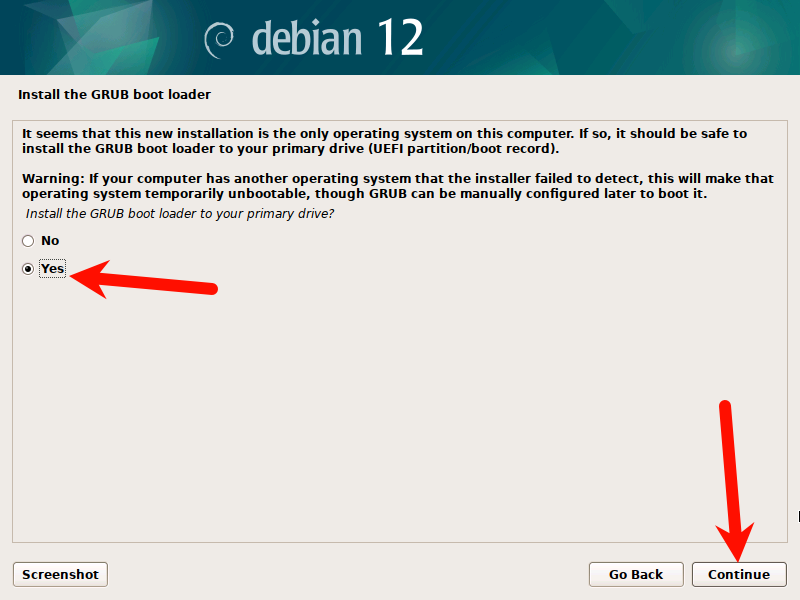 debian 12
Install the GRUB boot loader
It seems that this new installation is the only operating system on this computer. If so, it should be safe to
install the GRUB boot loader to your primary drive (UEFI partition/boot record).
Warning: If your computer has another operating system that the installer failed to detect, this will make that
operating system temporarily unbootable, though GRUB can be manually configured later to boot it.
Install the GRUB boot loader to your primary drive?
No
Yes
Screenshot
Go Back
Continue